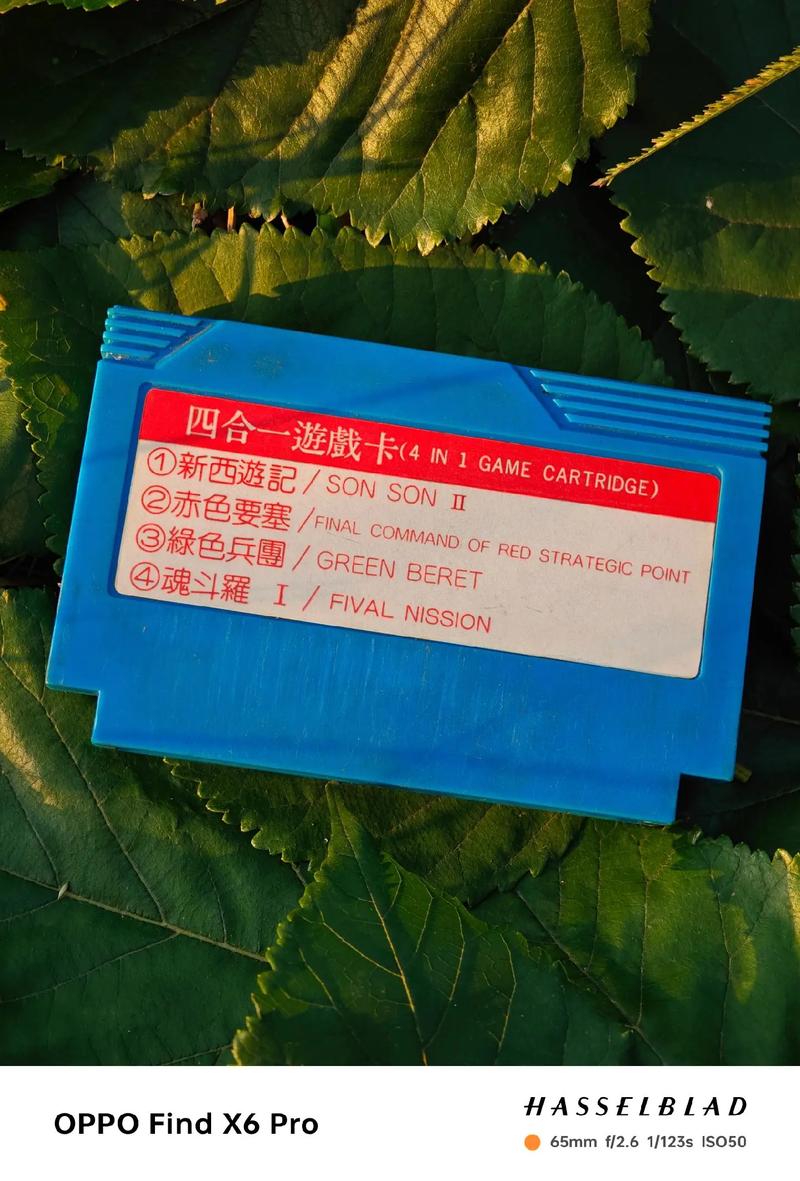 四合一遊戲卡(4 IN 1 GAME CARTRIDGE)
①新西遊記/SON SON Ⅱ
②赤色要塞/FINAL COMMAND OF RED STRATEGIC POINT
③綠色兵團/GREEN BERET
④魂斗羅 Ⅰ/FIVAL NISSION
OPPO Find X6 Pro
HASSELBLAD
65mm f/2.6 1/123s ISO50